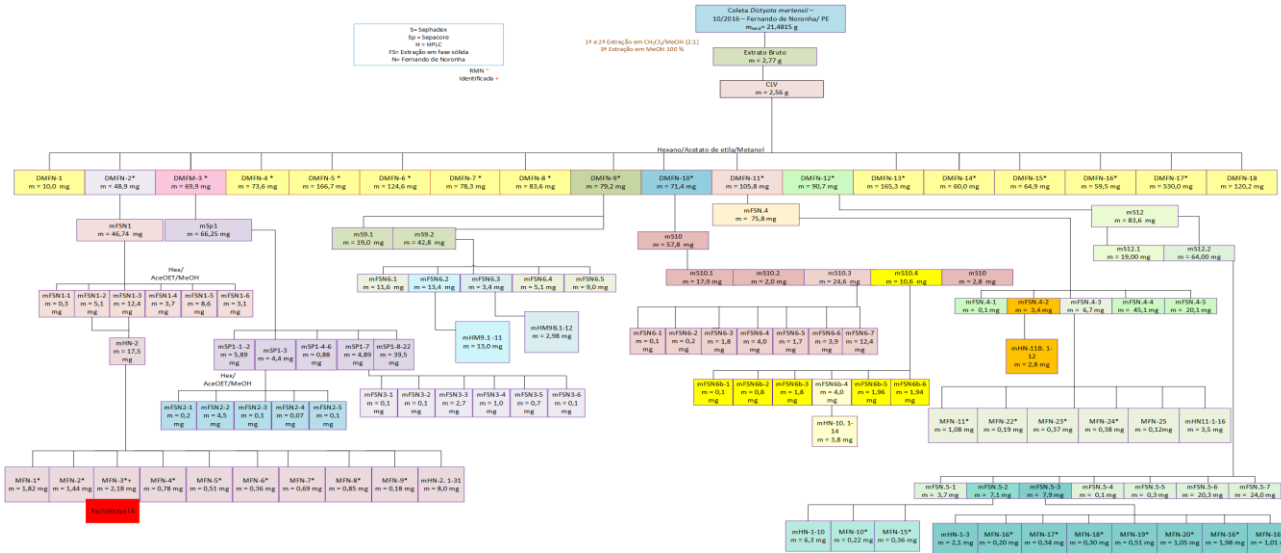 Coleta Dictyota mertensii –
10/2016 – Fernando de Noronha/ PE
= 21,4815 g
S= Sephadex
Sp = Sepacore
H = HPLC
FS= Extração em fase sólida
N= Fernando de Noronha
RMN *
Identificada +
1ª e 2ª Extração em CH₂Cl₂/MeOH (2:1)
3ª Extração em MeOH 100 %
Extrato Bruto
m = 2,77 g
CLV
m = 2,56 g
Hexano/Acetato de etila/Metanol
DMFN-1
m = 10,0 mg
DMFN-2*
m = 48,9 mg
DMFM-3 *
m = 69,9 mg
DMFN-4 *
m = 73,6 mg
DMFN-5 *
m = 166,7 mg
DMFN-6 *
m = 124,6 mg
DMFN-7 *
m = 78,3 mg
DMFN-8 *
m = 83,6 mg
DMFN-9*
m = 79,2 mg
DMFN-10*
m = 71,4 mg
DMFN-11*
m = 105,8 mg
DMFN-12*
m = 90,7 mg
DMFN-13*
m = 165,3 mg
DMFN-14*
m = 60,0 mg
DMFN-15*
m = 64,9 mg
DMFN-16*
m = 59,5 mg
DMFN-17*
m = 530,0 mg
DMFN-18
m = 120,2 mg
mFSN1
m = 46,74 mg
mSp1
m = 66,25 mg
mS9.1
m = 19,0 mg
mS9.2
m = 42,8 mg
mS10
m = 57,8 mg
mFSN.4
m = 75,8 mg
mS12
m = 83,6 mg
mS12.1
m = 19,00 mg
mS12.2
m = 64,00 mg
Hex/
AceOET/MeOH
mFSN1-1
m = 0,3
mg
mFSN1-2
m = 5,1
mg
mFSN1-3
m = 12,4
mg
mFSN1-4
m = 3,7
mg
mFSN1-5
m = 8,6
mg
mFSN1-6
m = 3,1
mg
mFSN6.1
m = 11,6 mg
mFSN6.2
m = 13,4 mg
mFSN6.3
m = 3,4 mg
mFSN6.4
m = 5,1 mg
mFSN6.5
m = 9,0 mg
mS10.1
m = 17,9 mg
mS10.2
m = 2,0 mg
mS10.3
m = 24,6 mg
mS10.4
m = 10,6 mg
mS10
m = 2,8 mg
mFSN.4-1
m = 0,1 mg
mFSN.4-2
m = 3,4 mg
mFSN.4-3
m = 6,7 mg
mFSN.4-4
m = 45,1 mg
mFSN.4-5
m = 20,1 mg
mHN-2
m = 17,5
mg
mSP1-1 -2
m = 5,89
mg
mSP1-3
m = 4,4 mg
mSP1-4-6
m = 0,88
mg
mSP1-7
m = 4,89
mg
mSP1-8-22
m = 39,5
mg
mHM9.1 -11
m = 13,0 mg
mHM9B.1-12
m = 2,98 mg
mFSN6-1
m = 0,1
mg
mFSN6-2
m = 0,2
mg
mFSN6-3
m = 1,8
mg
mFSN6-4
m = 4,0
mg
mFSN6-5
m = 1,7
mg
mFSN6-6
m = 3,9
mg
mFSN6-7
m = 12,4
mg
mHN-11B. 1-
12
m = 2,8 mg
Hex/
AceOET/MeOH
mFSN2-1
m = 0,2
mg
mFSN2-2
m = 4,5
mg
mFSN2-3
m = 0,1
mg
mFSN2-4
m = 0,07
mg
mFSN2-5
m = 0,1
mg
mFSN3-1
m = 0,1
mg
mFSN3-2
m = 0,1
mg
mFSN3-3
m = 2,7
mg
mFSN3-4
m = 1,0
mg
mFSN3-5
m = 0,7
mg
mFSN3-6
m = 0,1
mg
mFSN6b-1
m = 0,1
mg
mFSN6b-2
m = 0,8
mg
mFSN6b-3
m = 1,8
mg
mFSN6b-4
m = 4,0
mg
mFSN6b-5
m = 1,96
mg
mFSN6b-6
m = 1,94
mg
mHN-10. 1-
14
m = 3,8 mg
MFN-11*
m = 1,08 mg
MFN-22*
m = 0,19 mg
MFN-23*
m = 0,37 mg
MFN-24*
m = 0,38 mg
MFN-25
m = 0,12mg
mHN11-1-16
m = 3,5 mg
MFN-1*
m = 1,82 mg
MFN-2*
m = 1,44 mg
MFN-3*+
m = 2,18 mg
MFN-4*
m = 0,78 mg
MFN-5*
m = 0,51 mg
MFN-6*
m = 0,36 mg
MFN-7*
m = 0,69 mg
MFN-8*
m = 0,85 mg
MFN-9*
m = 0,18 mg
mHN-2. 1-31
m = 8,0 mg
Pachidictyol A
mFSN.5-1
m = 3,7 mg
mFSN.5-2
m = 7,1 mg
mFSN.5-3
m = 7,9 mg
mFSN.5-4
m = 0,1 mg
mFSN.5-5
m = 0,3 mg
mFSN.5-6
m = 20,3 mg
mFSN.5-7
m = 24,0 mg
mHN-1-10
m = 6,3 mg
MFN-10*
m = 0,22 mg
MFN-15*
m = 0,36 mg
mHN-1-3
m = 2,1 mg
MFN-16*
m = 0,20 mg
MFN-17*
m = 0,34 mg
MFN-18*
m = 0,30 mg
MFN-19*
m = 0,51 mg
MFN-20*
m = 1,05 mg
MFN-16*
m = 1,98 mg
MFN-16
m = 1,01 m